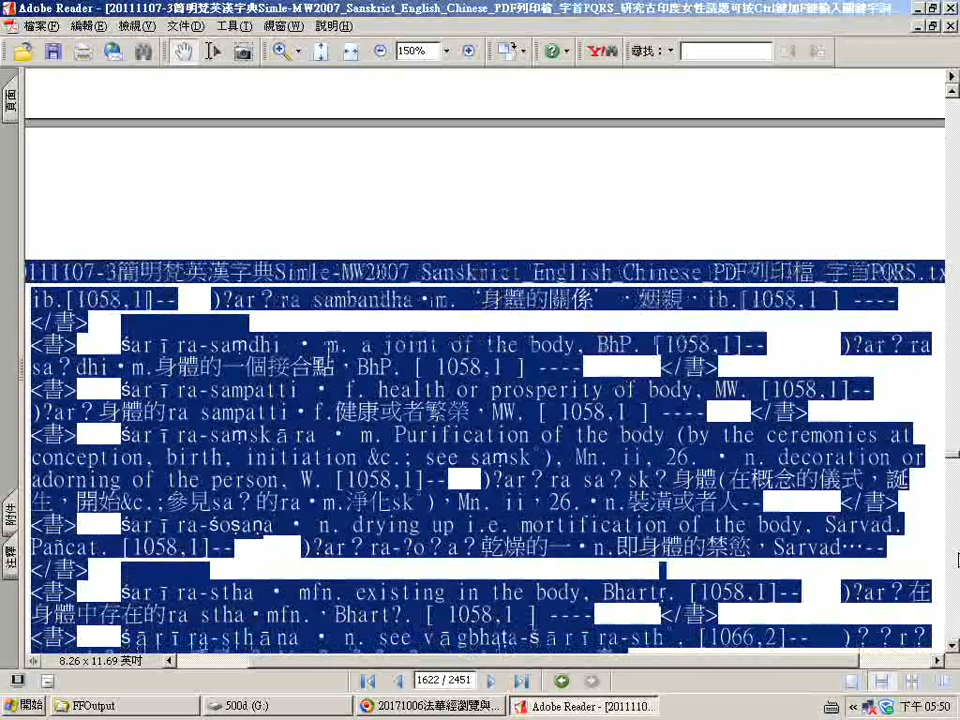 Adobe Reader - [20111107-3簡明梵英漢字典Simle-MW2007_Sanskrict_English_Chinese_PDF列印檔_字首PQRS_研究古印度女性議題可按Ctrl鍵加F鍵輸入關鍵字詞
檔案(F) 編輯(E) 檢視(V) 文件(D) 工具(T) 視窗(W) 說明(H)
150% Y! 尋找:
頁面
附件
注釋
111107-3簡明梵英漢字典Simle-MW2007_Sanskrict_English_Chinese_PDF列印檔_字首PQRS.tx
ib.[1058,1]-- )?ar?ra sambandha‧m. ‘身體的關係’,姻親,ib.[1058,1 ] ----
</書>
<書> śarīra-saṃdhi ‧ m. a joint of the body, BhP. [1058,1]-- )?ar?ra
sa?dhi‧m.身體的一個接合點,BhP. [ 1058,1 ] ---- </書>
<書> śarīra-sampatti ‧ f. health or prosperity of body, MW. [1058,1]--
)?ar?身體的ra sampatti‧f.健康或者繁榮,MW. [ 1058,1 ] ---- </書>
<書> śarīra-saṃskāra ‧ m. Purification of the body (by the ceremonies at
conception, birth, initiation &c.; see saṃsk°), Mn. ii, 26. ‧ n. decoration or
adorning of the person, W. [1058,1]-- )?ar?ra sa?sk?身體(在概念的儀式,誕
生,開始&c.;參見sa?的ra‧m.淨化sk°), Mn. ii,26.‧n.裝潢或者人-- </書>
<書> śarīra-śoṣaṇa ‧ n. drying up i.e. mortification of the body, Sarvad.
Pañcat. [1058,1]-- )?ar?ra-?o?a?乾燥的一‧n.即身體的禁慾,Sarvad…--
</書>
<書> śarīra-stha ‧ mfn. existing in the body, Bhartṛ. [1058,1]-- )?ar?在
身體中存在的ra stha‧mfn. , Bhart?. [ 1058,1 ] ---- </書>
<書> śārīra-sthāna ‧ n. see vāgbhaṭa-śārīra-sth°. [1066,2]-- )??r?
8.26 x 11.69 英吋
1622 / 2451
開始 FFOutput 500d (G:) 20171006法華經瀏覽與... Adobe Reader - [2011110... 下午 05:50